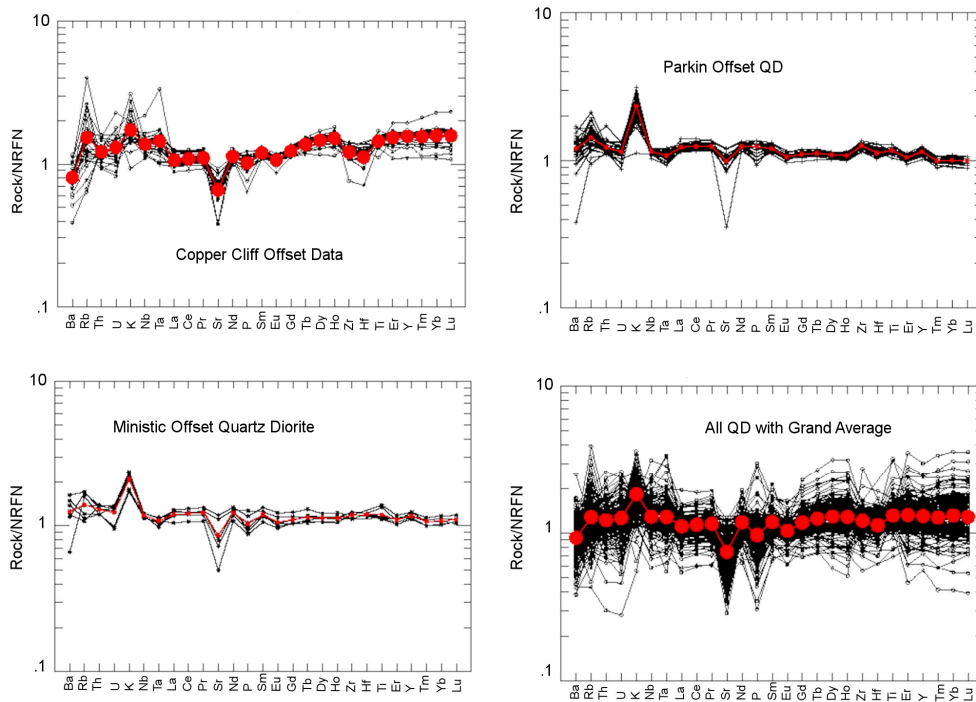 10
Rock/NRFN
1
Copper Cliff Offset Data
.1
Ba Rb Th U K Nb Ta La Ce Pr Sr Nd P Sm Eu Gd Tb Dy Ho Zr Hf Ti Er Y Tm Yb Lu
10
Parkin Offset QD
Rock/NRFN
1
.1
Ba Rb Th U K Nb Ta La Ce Pr Sr Nd P Sm Eu Gd Tb Dy Ho Zr Hf Ti Er Y Tm Yb Lu
10
Ministic Offset Quartz Diorite
Rock/NRFN
1
.1
Ba Rb Th U K Nb Ta La Ce Pr Sr Nd P Sm Eu Gd Tb Dy Ho Zr Hf Ti Er Y Tm Yb Lu
10
All QD with Grand Average
Rock/NRFN
1
.1
Ba Rb Th U K Nb Ta La Ce Pr Sr Nd P Sm Eu Gd Tb Dy Ho Zr Hf Ti Er Y Tm Yb Lu